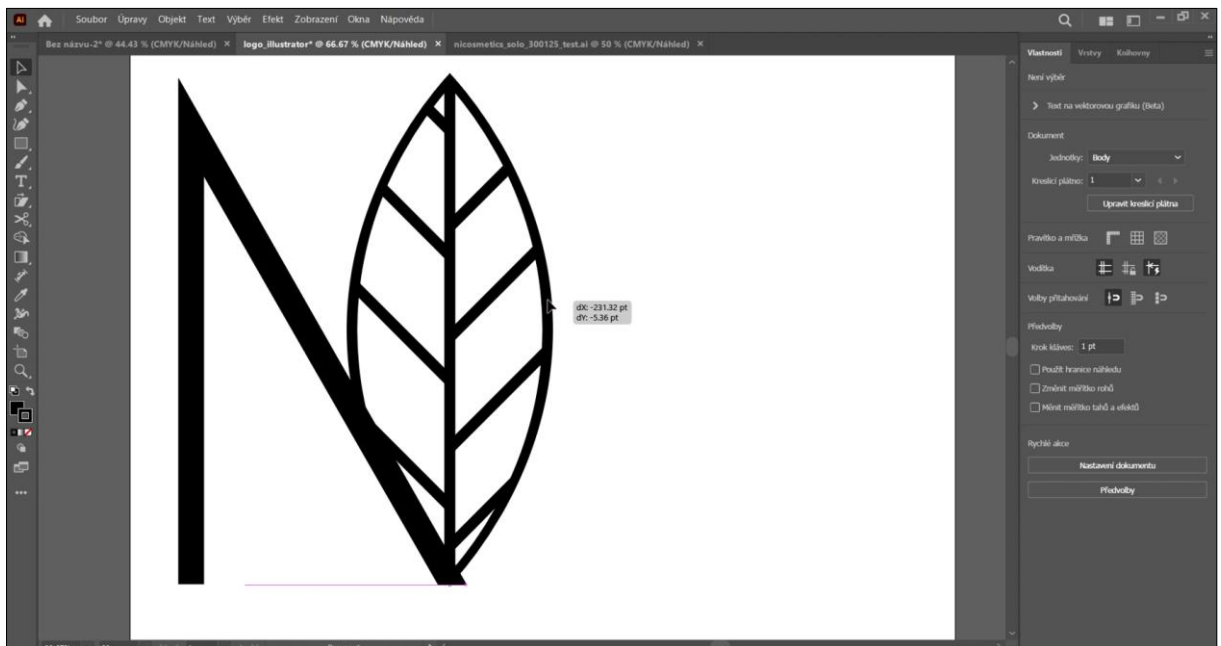 Ai Soubor Úpravy Objekt Text Výběr Efekt Zobrazení Okna Nápověda
Bez názvu-2* @ 44.43 % (CMYK/Náhled) × logo_illustrator* @ 66.67 % (CMYK/Náhled) × nicosmetics_solo_300125_test.ai @ 50 % (CMYK/Náhled) ×
Vlastnosti Vrstvy Knihovny
Není výběr
Text na vektorovou grafiku (Beta)
Dokument
Jednotky: Body
Kreslicí plátno: 1
Upravit kreslicí plátna
Pravítko a mřížka
Vodítka
Volby přitahování
dX: -231.32 pt
dY: -5.36 pt
Předvolby
Krok kláves: 1 pt
Použít hranice náhledu
Změnit měřítko rohů
Měnit měřítko tahů a efektů
Rychlé akce
Nastavení dokumentu
Předvolby